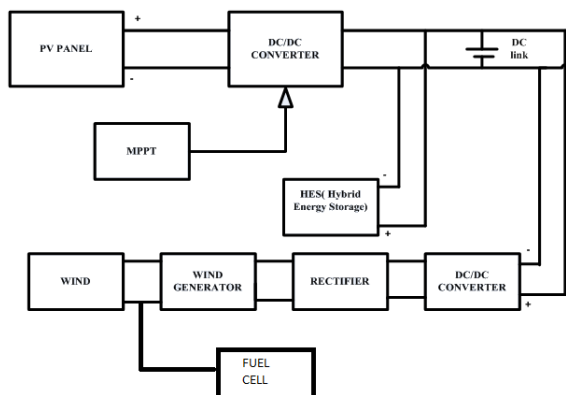 +
PV PANEL
-
DC/DC
CONVERTER
DC
link
MPPT
HES( Hybrid
Energy Storage)
-
+
WIND
WIND
GENERATOR
RECTIFIER
DC/DC
CONVERTER
-
+
FUEL
CELL